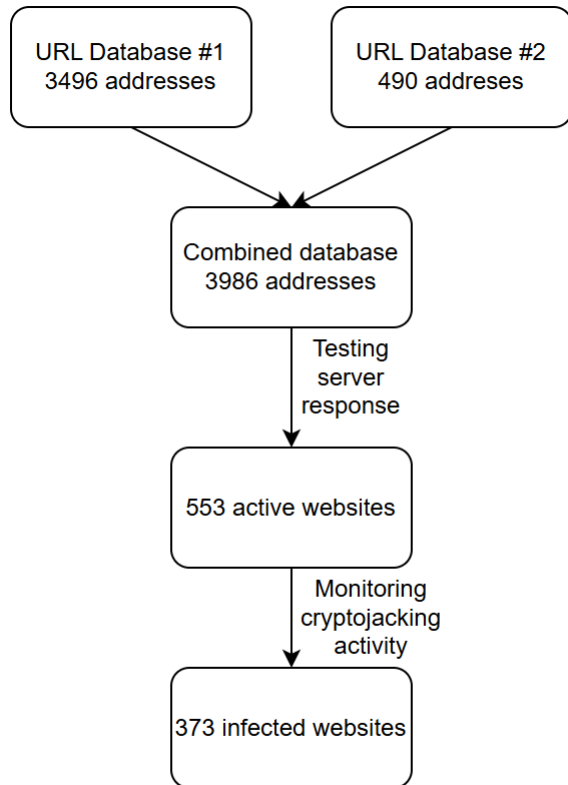 URL Database #1
3496 addresses
URL Database #2
490 addreses
Combined database
3986 addresses
Testing
server
response
553 active websites
Monitoring
cryptojacking
activity
373 infected websites